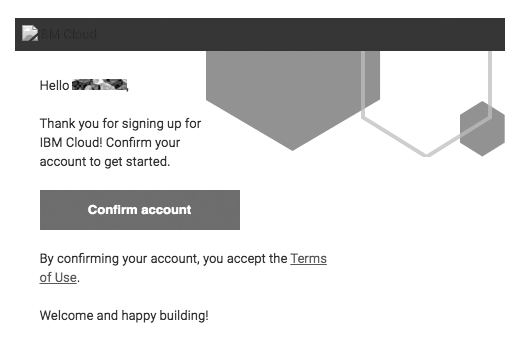 IBM Cloud
Hello ,
Thank you for signing up for
IBM Cloud! Confirm your
account to get started.
Confirm account
By confirming your account, you accept the Terms
of Use.
Welcome and happy building!